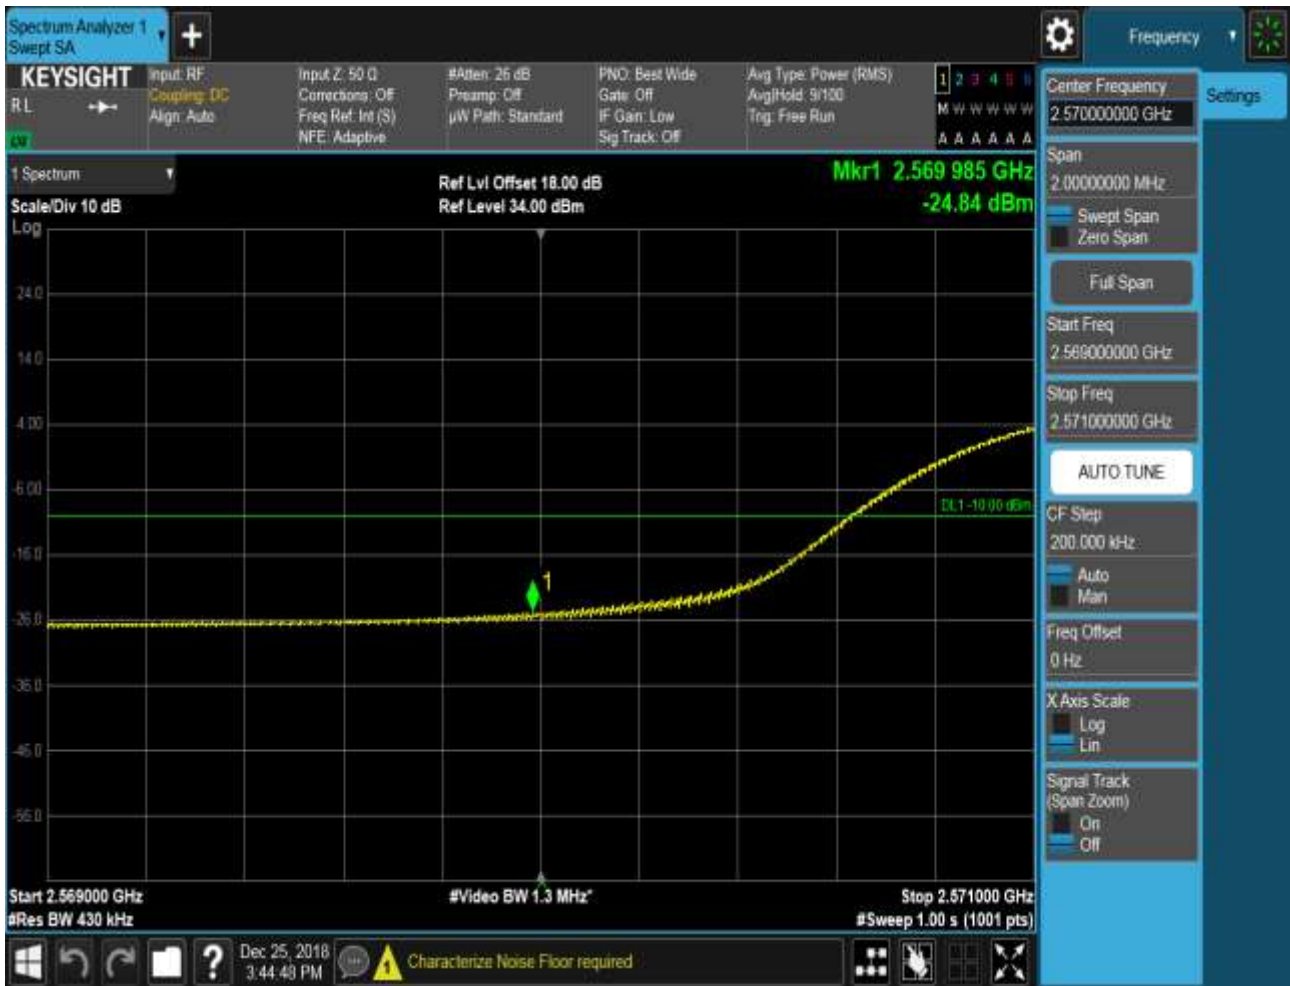 Spectrum Analyzer 1
Swept SA
Frequency
KEYSIGHT
Input: RF
Input Z: 50 Ω
#Atten: 26 dB
PNO: Best Wide
Avg Type: Power (RMS)
1 2 3 4 5 6
Center Frequency
2.570000000 GHz
Settings
RL
Coupling: DC
Corrections: Off
Preamp: Off
Gate: Off
Avg|Hold: 9/100
M W W W W W
Align: Auto
Freq Ref: Int (S)
µW Path: Standard
IF Gain: Low
Trig: Free Run
NFE: Adaptive
Sig Track: Off
A A A A A A
1 Spectrum
Ref Lvl Offset 18.00 dB
Mkr1 2.569 985 GHz
Scale/Div 10 dB
Ref Level 34.00 dBm
-24.84 dBm
Log
24.0
14.0
4.00
-6.00
-16.0
-26.0
-36.0
-46.0
-56.0
DL1 -10.00 dBm
1
Span
2.00000000 MHz
Swept Span
Zero Span
Full Span
Start Freq
2.569000000 GHz
Stop Freq
2.571000000 GHz
AUTO TUNE
CF Step
200.000 kHz
Auto
Man
Freq Offset
0 Hz
X Axis Scale
Log
Lin
Signal Track
(Span Zoom)
On
Off
Start 2.569000 GHz
#Video BW 1.3 MHz*
Stop 2.571000 GHz
#Res BW 430 kHz
#Sweep 1.00 s (1001 pts)
?
Dec 25, 2018
3:44:48 PM
1
Characterize Noise Floor required